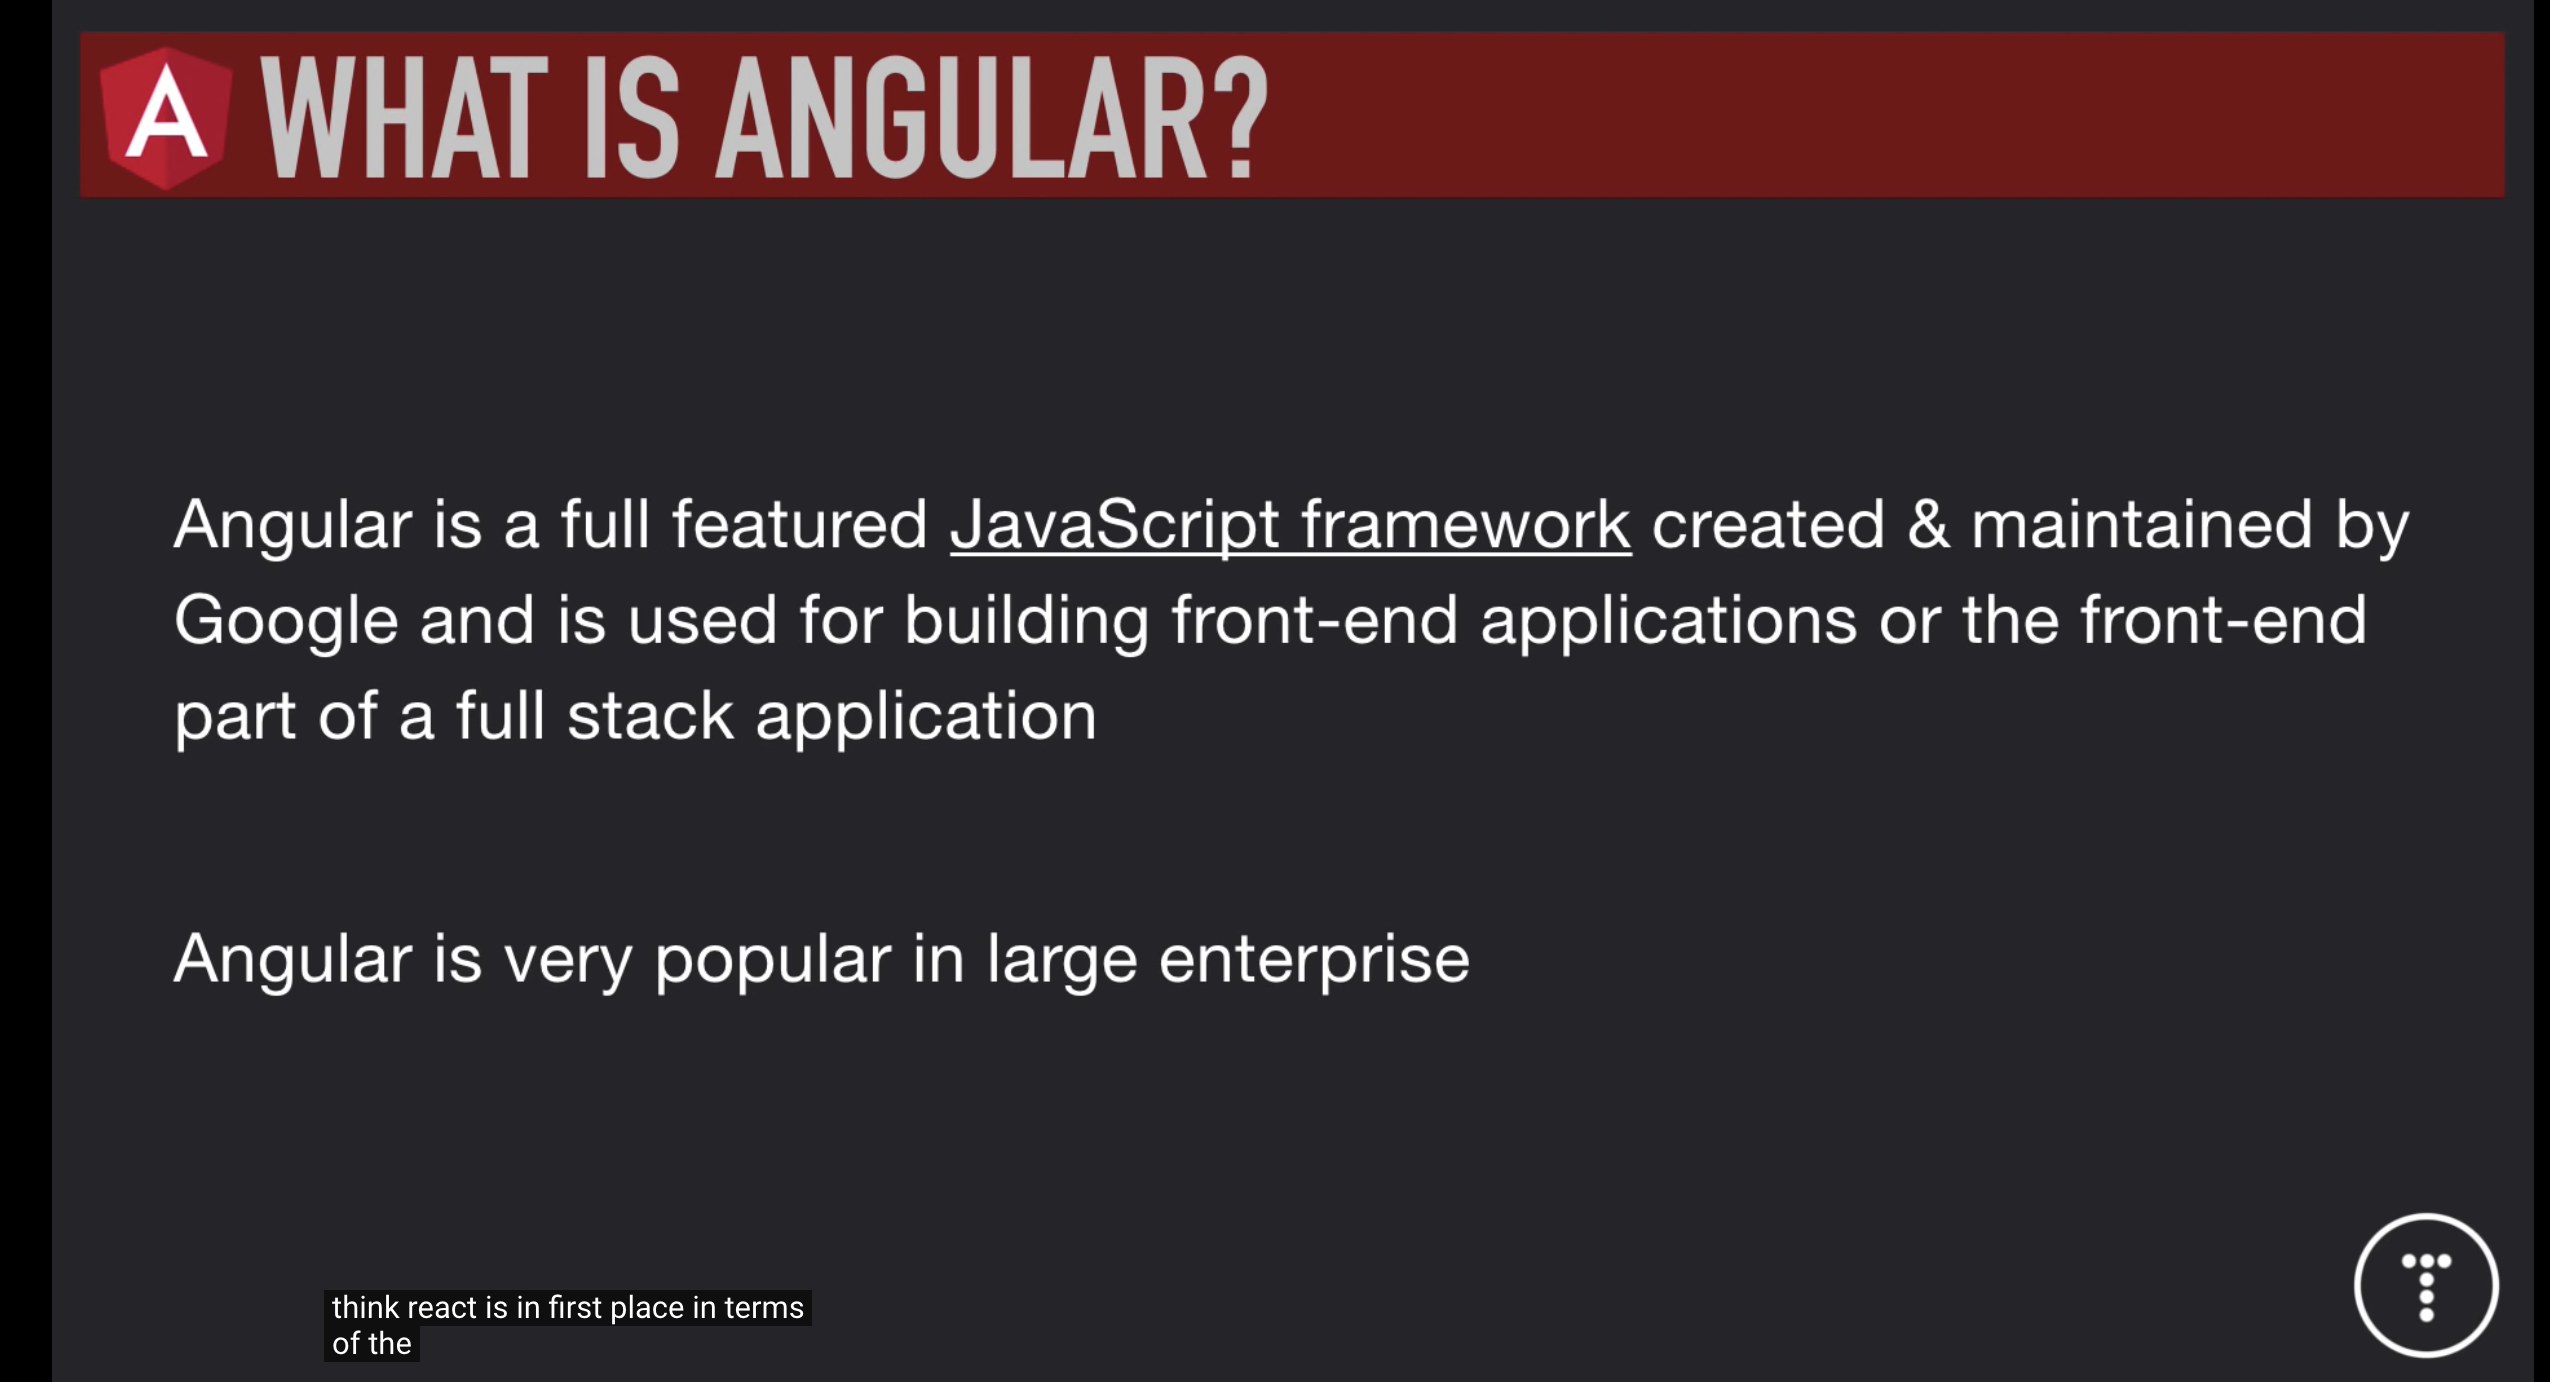 A WHAT IS ANGULAR?
Angular is a full featured JavaScript framework created & maintained by
Google and is used for building front-end applications or the front-end
part of a full stack application
Angular is very popular in large enterprise
think react is in first place in terms
of the
T